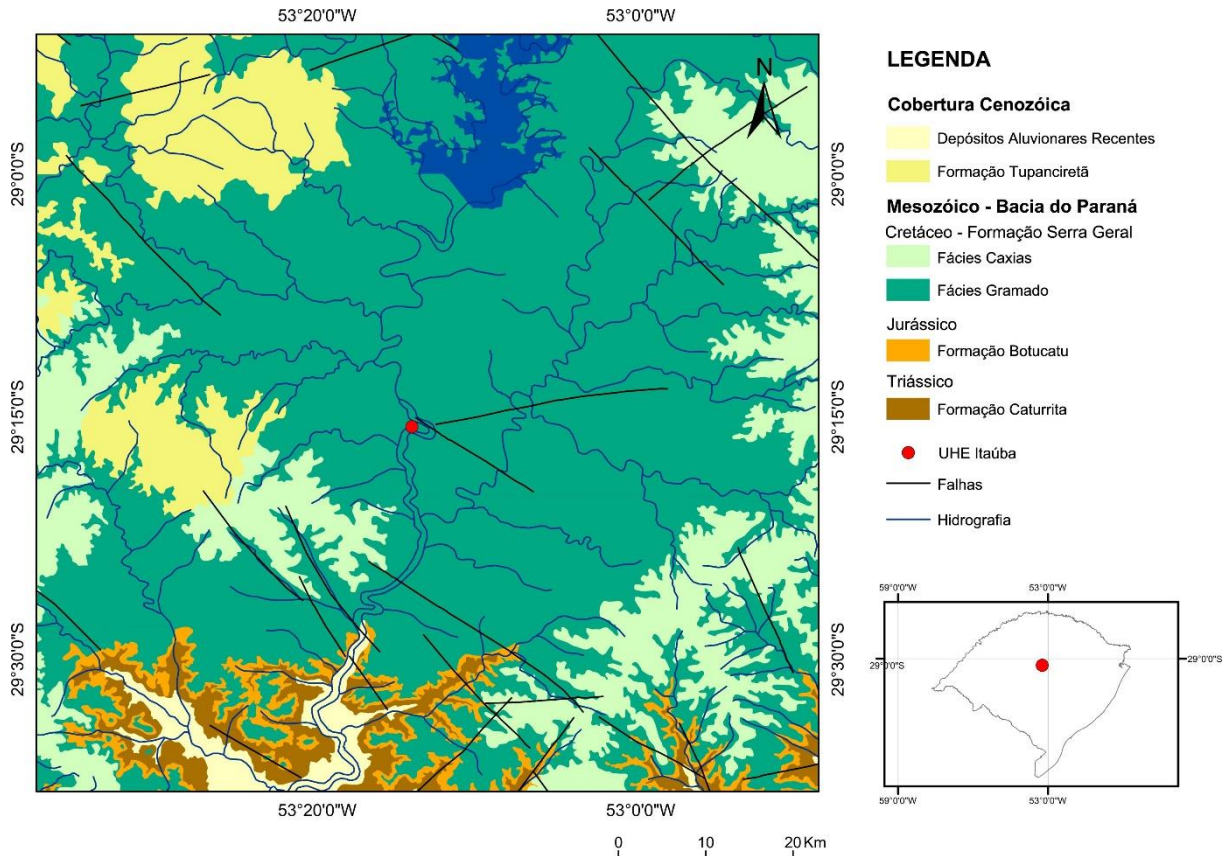 53°20'0"W 53°0'0"W
29°0'0"S
29°0'0"S
29°15'0"S
29°15'0"S
29°30'0"S
29°30'0"S
53°20'0"W 53°0'0"W
0 10 20 Km
N
LEGENDA
Cobertura Cenozóica
Depósitos Aluvionares Recentes
Formação Tupanciretã
Mesozóico - Bacia do Paraná
Cretáceo - Formação Serra Geral
Fácies Caxias
Fácies Gramado
Jurássico
Formação Botucatu
Triássico
Formação Caturrita
UHE Itaúba
Falhas
Hidrografia
59°0'0"W 53°0'0"W
29°0'0"S 29°0'0"S
59°0'0"W 53°0'0"W